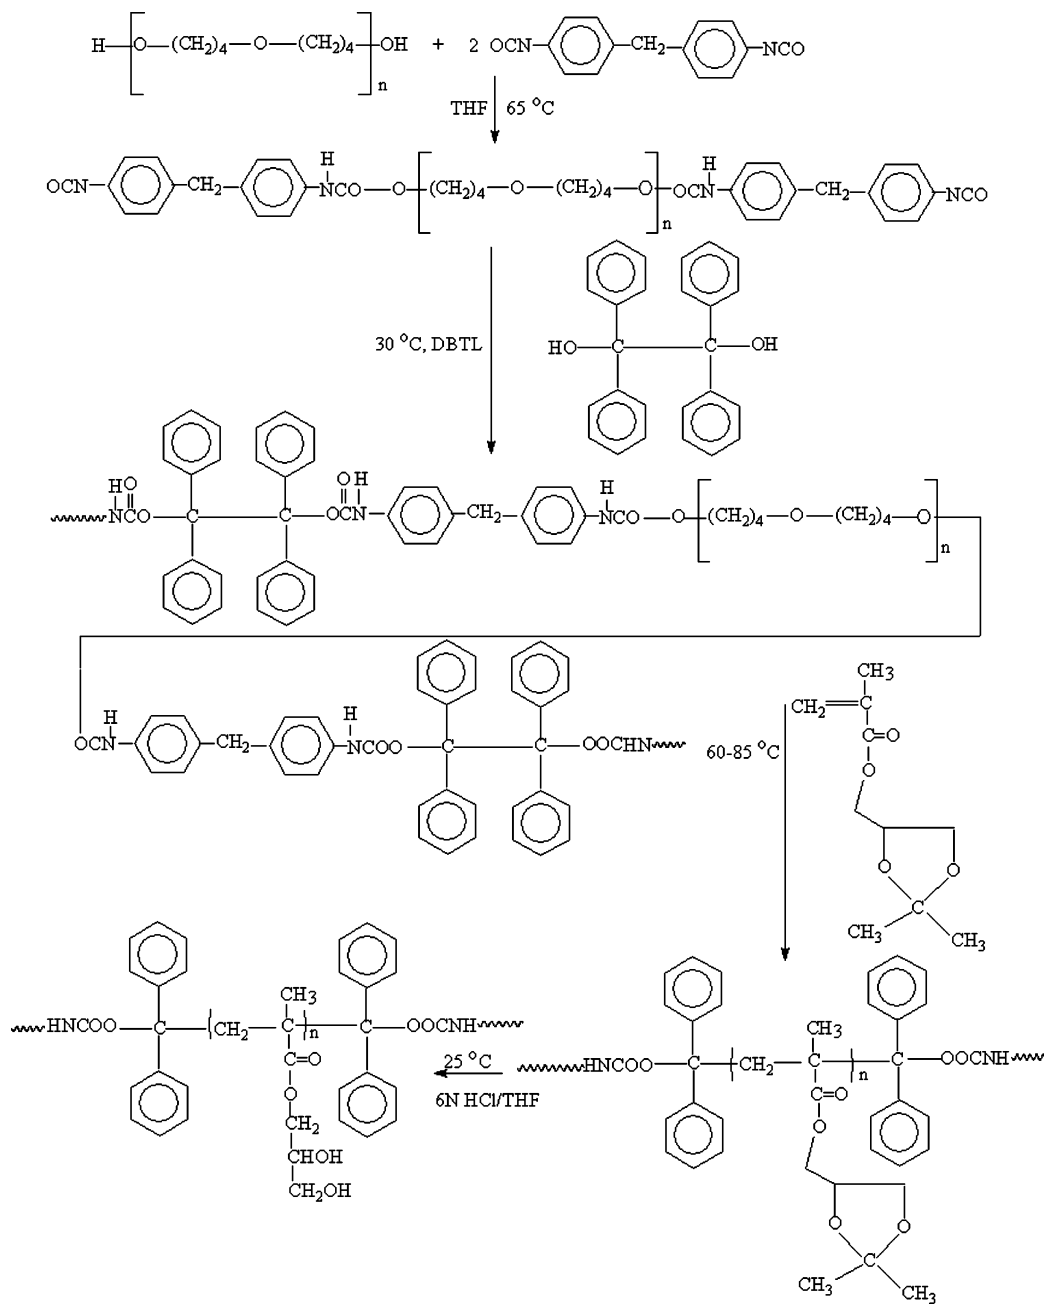 H O (CH2)4 O (CH2)4 OH n + 2 OCN CH2 NCO
THF 65 °C
OCN CH2 H NCO O (CH2)4 O (CH2)4 O n OCN H CH2 NCO
30 °C, DBTL HO C C OH
H O NCO C C O H OCN CH2 H NCO O (CH2)4 O (CH2)4 O n
OCN H CH2 H NCOO C C OOCHN
60-85 °C CH2 C CH3 C O O O O C CH3 CH3
HNCOO C CH2 C CH3 n C OOCNH C O O CH2 CHOH CH2OH
25 °C
6N HCl/THF
HNCOO C CH2 C CH3 n C OOCNH C O O O O C CH3 CH3